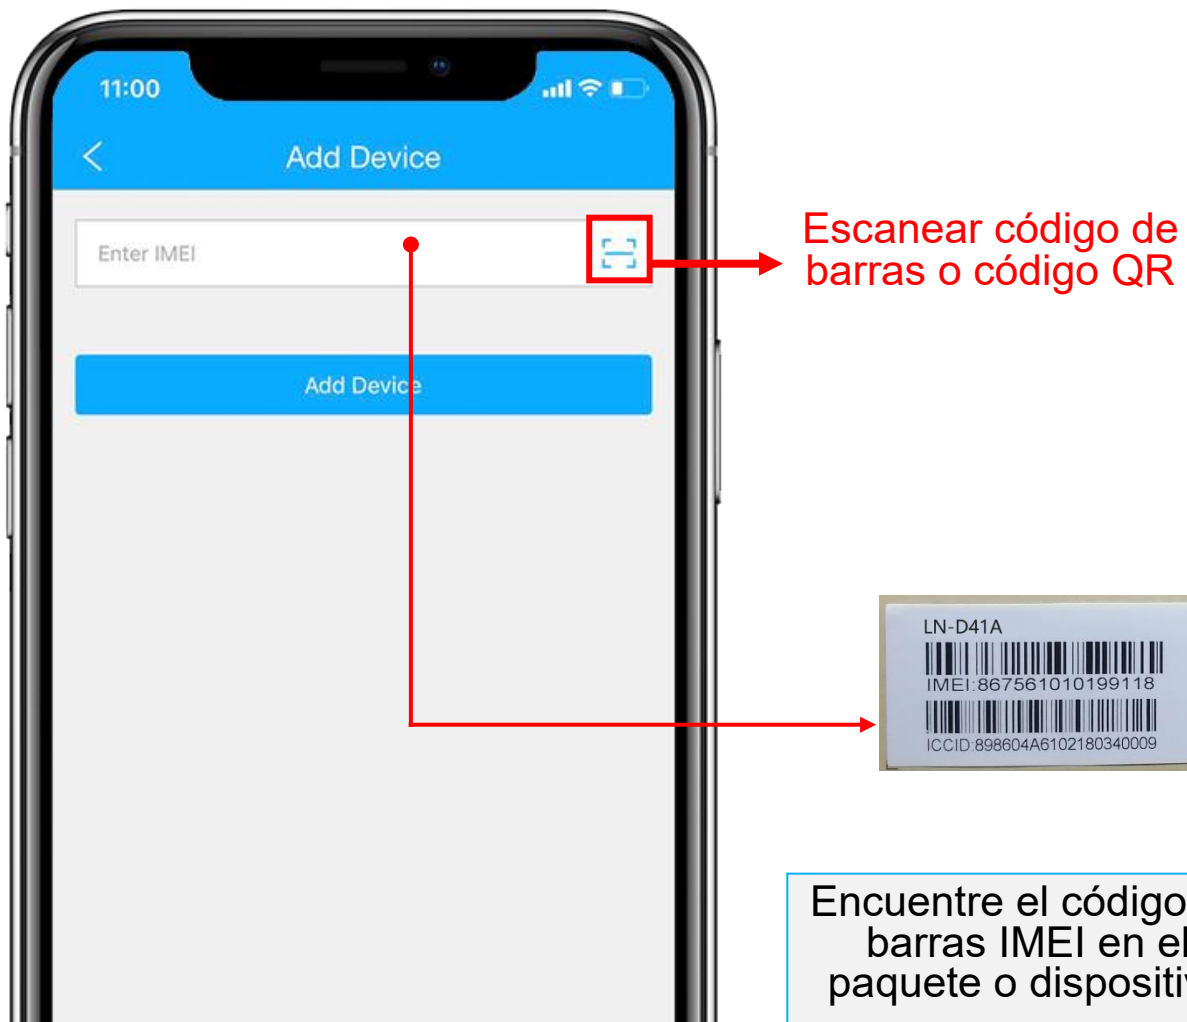 11:00
Add Device
Enter IMEI
Escanear código de
barras o código QR
Add Device
LN-D41A
IMEI:867561010199118
ICCID:898604A6102180340009
Encuentre el código
barras IMEI en el
paquete o dispositiv